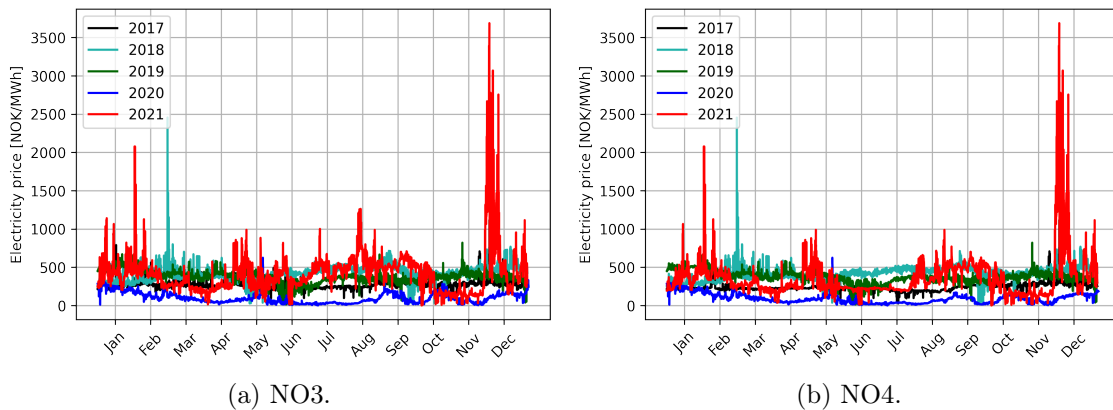 Electricity price [NOK/MWh]
3500
3000
2500
2000
1500
1000
500
0
2017
2018
2019
2020
2021
Jan
Feb
Mar
Apr
May
Jun
Jul
Aug
Sep
Oct
Nov
Dec
(a) NO3.
Electricity price [NOK/MWh]
3500
3000
2500
2000
1500
1000
500
0
2017
2018
2019
2020
2021
Jan
Feb
Mar
Apr
May
Jun
Jul
Aug
Sep
Oct
Nov
Dec
(b) NO4.